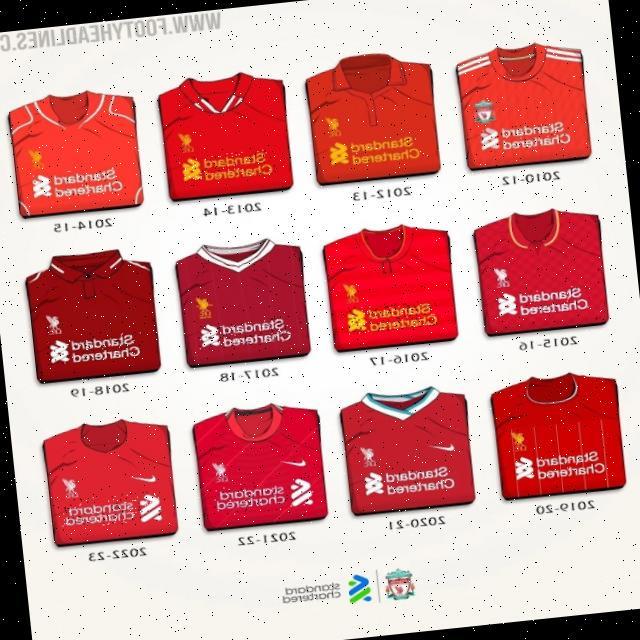 WWW.FOOTYHEADLINES.C
Standard
Chartered
2010-12
Standard
Chartered
2012-13
Standard
Chartered
2013-14
Standard
Chartered
2014-15
Standard
Chartered
2015-16
Standard
Chartered
2016-17
Standard
Chartered
2017-18
Standard
Chartered
2018-19
Standard
Chartered
2019-20
Standard
Chartered
2020-21
standard
chartered
2021-22
standard
chartered
2022-23
standard
chartered